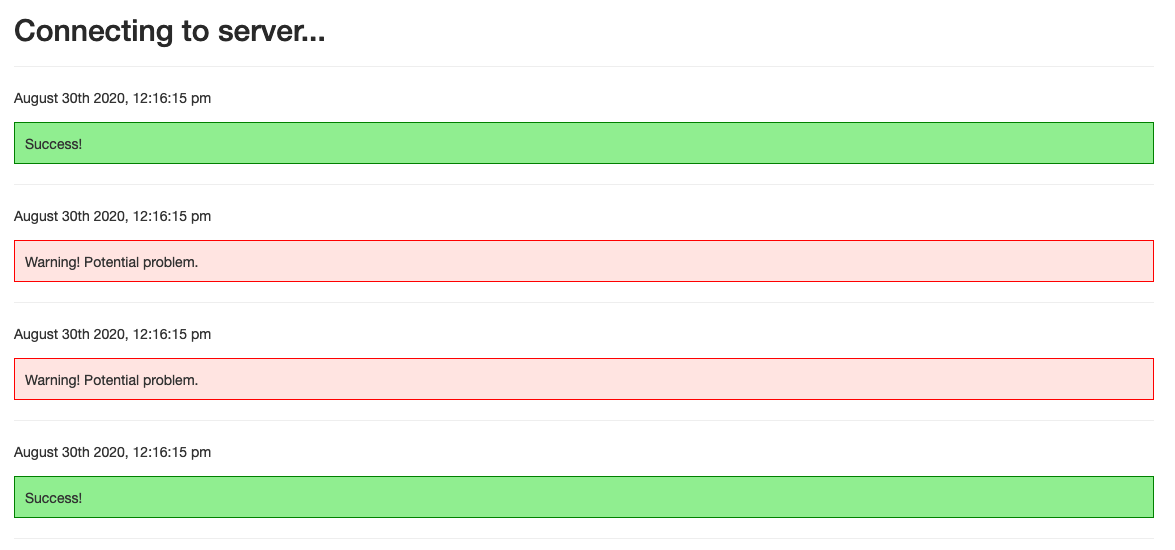 Connecting to server...
August 30th 2020, 12:16:15 pm
Success!
August 30th 2020, 12:16:15 pm
Warning! Potential problem.
August 30th 2020, 12:16:15 pm
Warning! Potential problem.
August 30th 2020, 12:16:15 pm
Success!